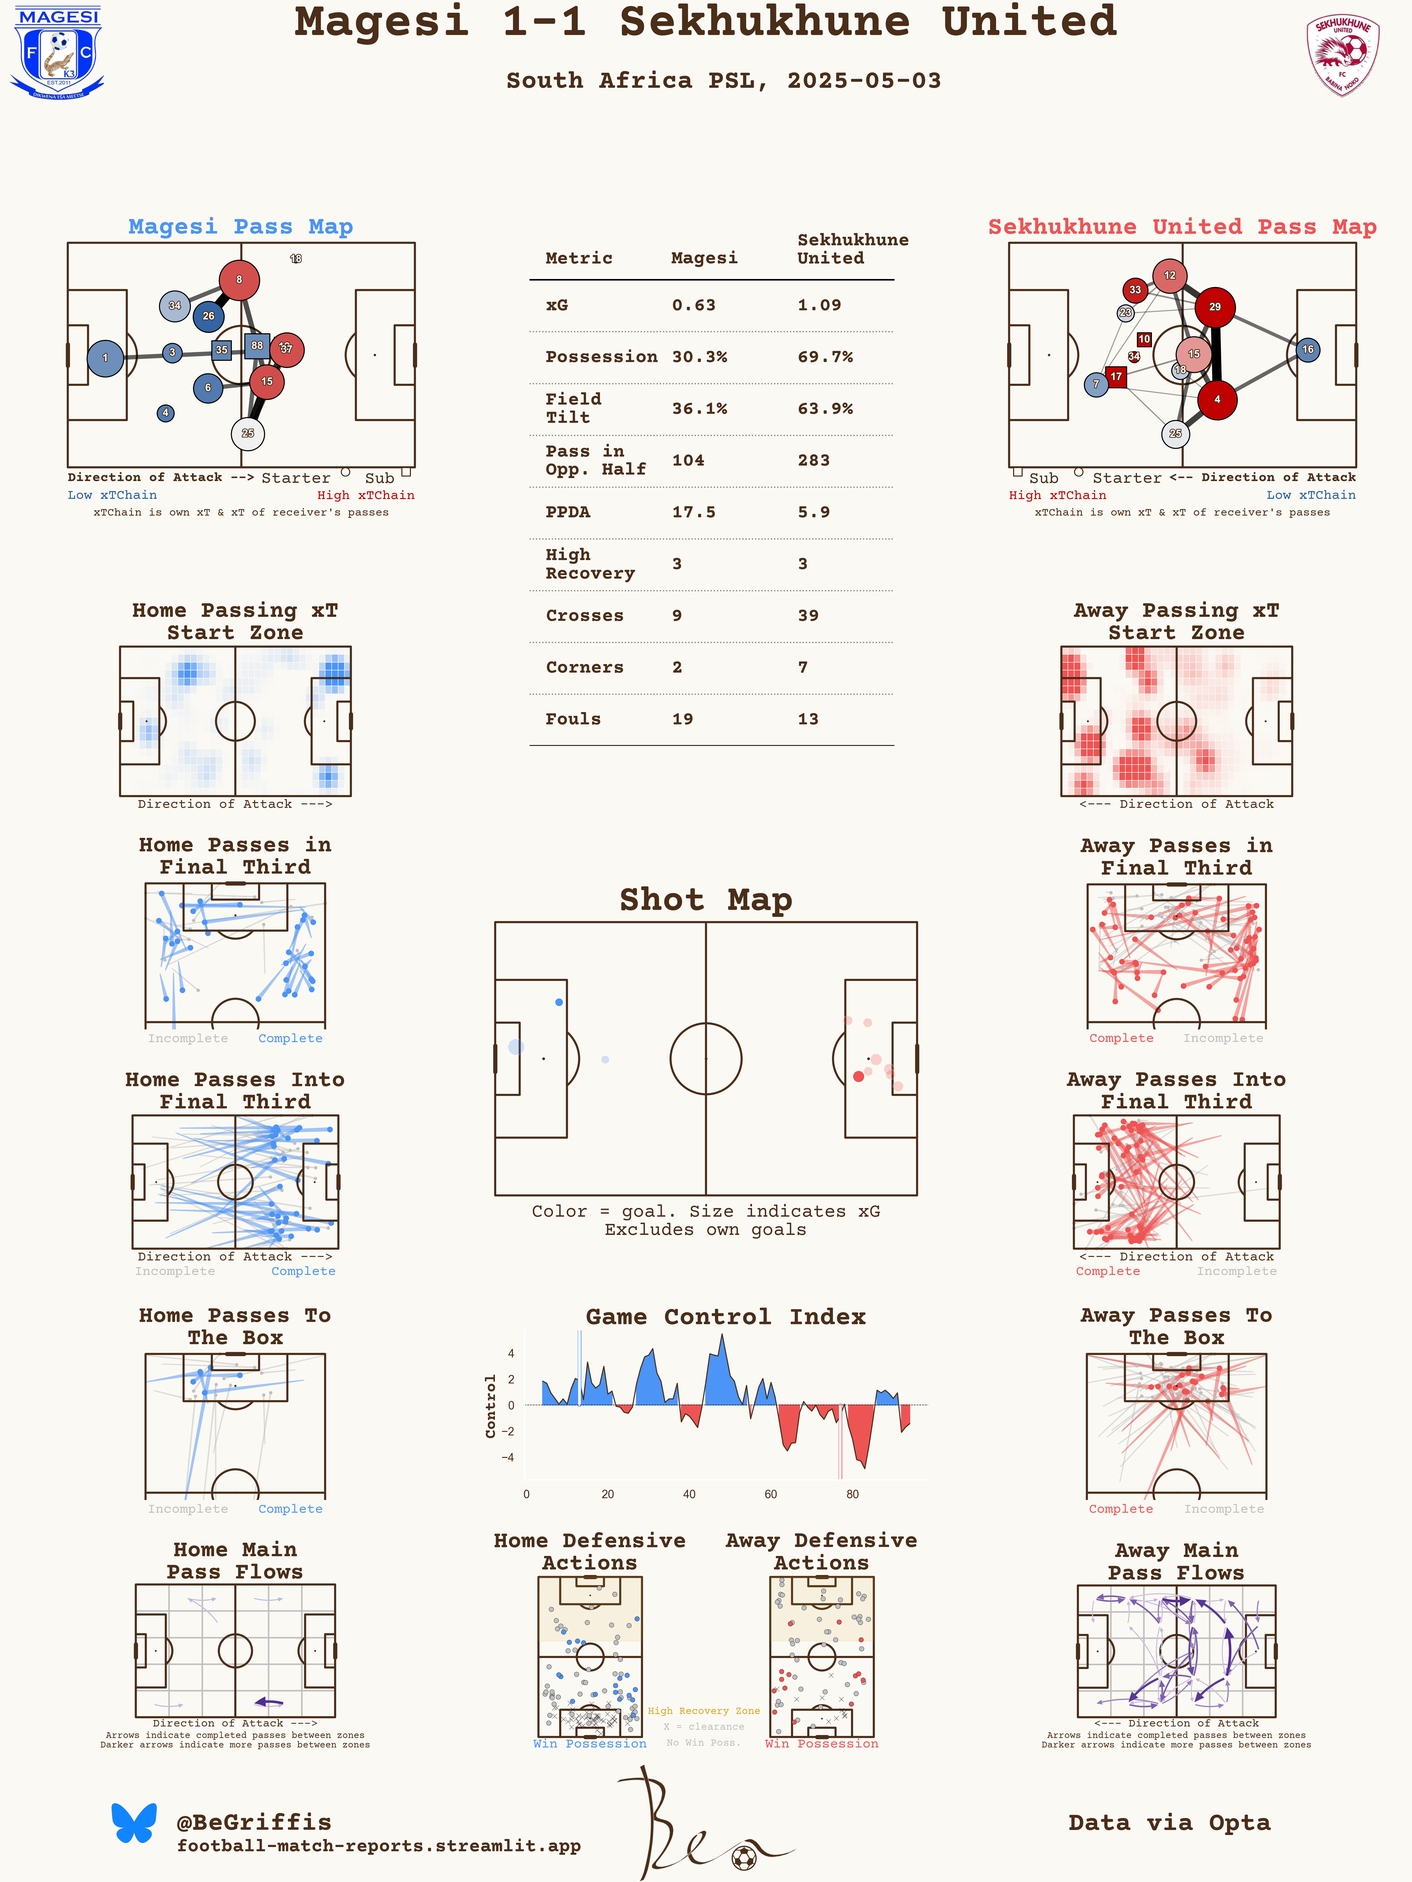 Magesi 1-1 Sekhukhune United
South Africa PSL, 2025-05-03
MAGESI
F C
K3
EST.2011
SEKHUKHUNE
UNITED
FC
BABINA NOKO
Magesi Pass Map
18
8
34
26
1
3
35
88
37
6
15
4
25
Direction of Attack --> Starter Sub
Low xTChain High xTChain
xTChain is own xT & xT of receiver's passes
Metric Magesi Sekhukhune United
xG 0.63 1.09
Possession 30.3% 69.7%
Field Tilt 36.1% 63.9%
Pass in Opp. Half 104 283
PPDA 17.5 5.9
High Recovery 3 3
Crosses 9 39
Corners 2 7
Fouls 19 13
Sekhukhune United Pass Map
12
33
29
23
10
34
15
16
18
7
17
4
25
Sub Starter <-- Direction of Attack
High xTChain Low xTChain
xTChain is own xT & xT of receiver's passes
Home Passing xT
Start Zone
Direction of Attack --->
Away Passing xT
Start Zone
<--- Direction of Attack
Home Passes in
Final Third
Incomplete Complete
Away Passes in
Final Third
Complete Incomplete
Shot Map
Color = goal. Size indicates xG
Excludes own goals
Home Passes Into
Final Third
Direction of Attack --->
Incomplete Complete
Away Passes Into
Final Third
<--- Direction of Attack
Complete Incomplete
Home Passes To
The Box
Incomplete Complete
Game Control Index
Control
4
2
0
−2
−4
0 20 40 60 80
Away Passes To
The Box
Complete Incomplete
Home Main
Pass Flows
Direction of Attack --->
Arrows indicate completed passes between zones
Darker arrows indicate more passes between zones
Home Defensive
Actions
Win Possession
Away Defensive
Actions
Win Possession
High Recovery Zone
X = clearance
No Win Poss.
Away Main
Pass Flows
<--- Direction of Attack
Arrows indicate completed passes between zones
Darker arrows indicate more passes between zones
@BeGriffis
football-match-reports.streamlit.app
Ben
Data via Opta